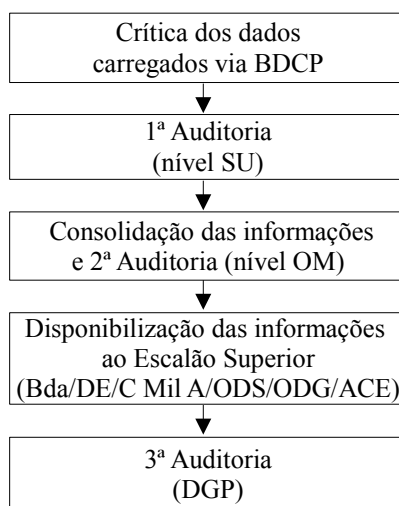 Crítica dos dados
carregados via BDCP
1ª Auditoria
(nível SU)
Consolidação das informações
e 2ª Auditoria (nível OM)
Disponibilização das informações
ao Escalão Superior
(Bda/DE/C Mil A/ODS/ODG/ACE)
3ª Auditoria
(DGP)